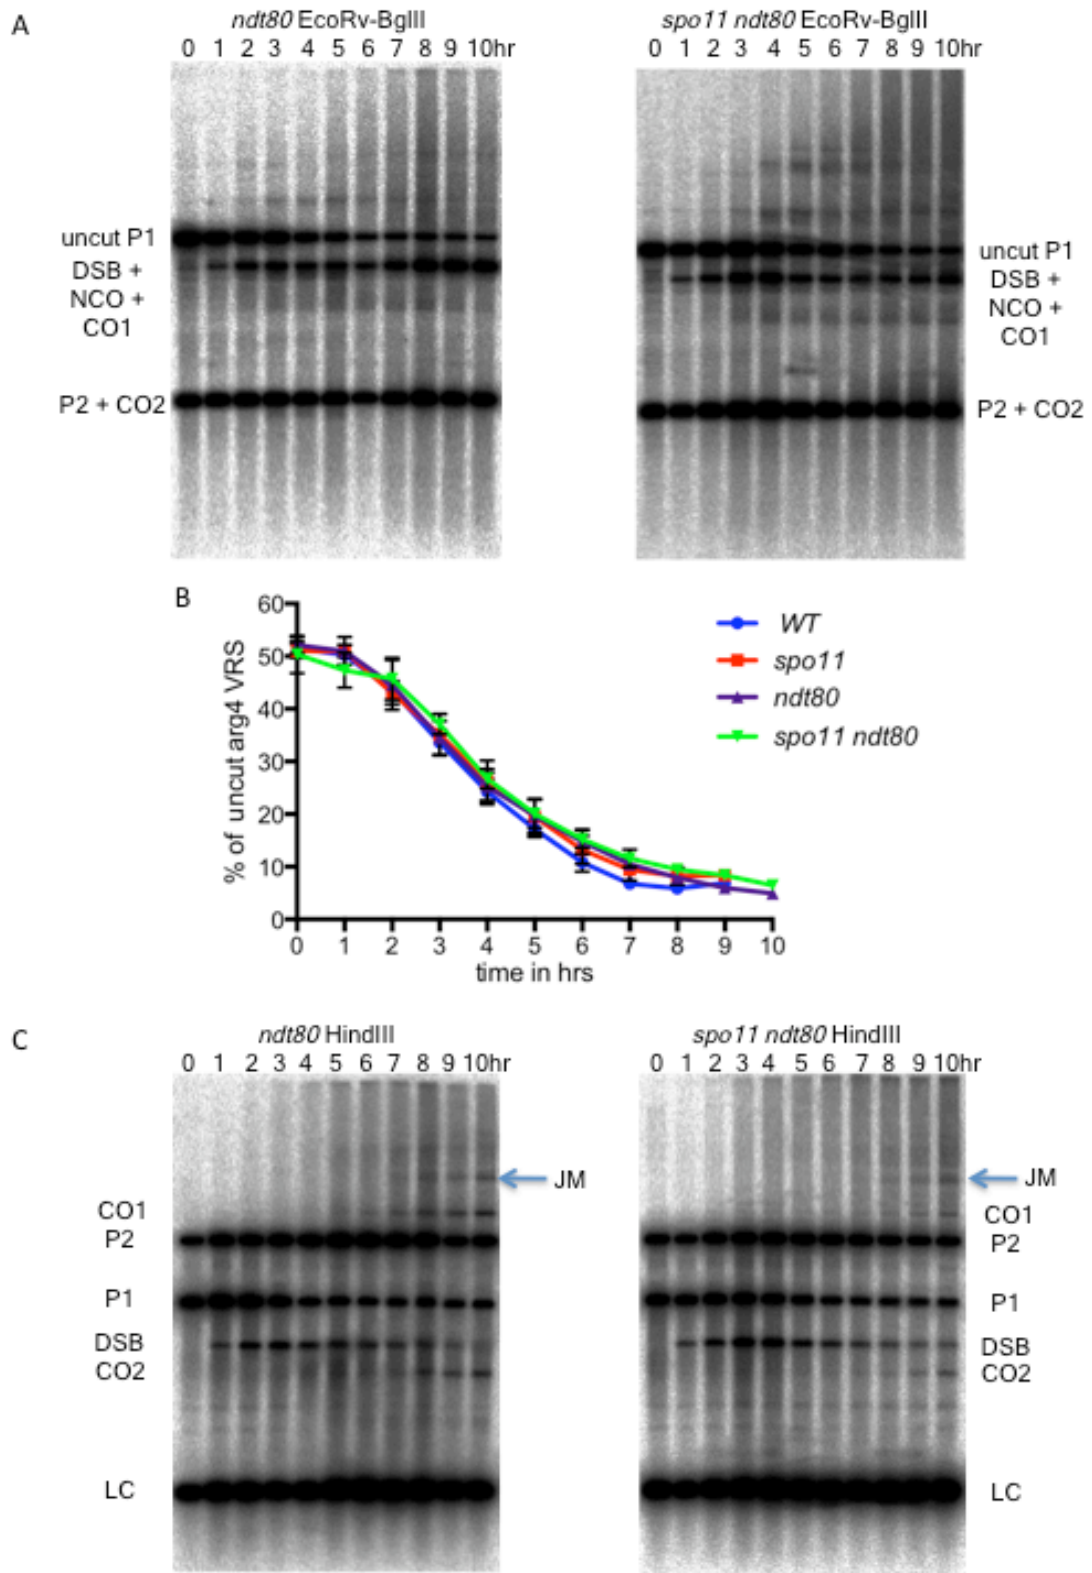 A
ndt80 EcoRv-BglII
0 1 2 3 4 5 6 7 8 9 10hr
uncut P1
DSB +
NCO +
CO1
P2 + CO2
spo11 ndt80 EcoRv-BglII
0 1 2 3 4 5 6 7 8 9 10hr
uncut P1
DSB +
NCO +
CO1
P2 + CO2
B
% of uncut arg4 VRS
60
50
40
30
20
10
0
0 1 2 3 4 5 6 7 8 9 10
time in hrs
WT
spo11
ndt80
spo11 ndt80
C
ndt80 HindIII
0 1 2 3 4 5 6 7 8 9 10hr
JM
CO1
P2
P1
DSB
CO2
LC
spo11 ndt80 HindIII
0 1 2 3 4 5 6 7 8 9 10hr
JM
CO1
P2
P1
DSB
CO2
LC